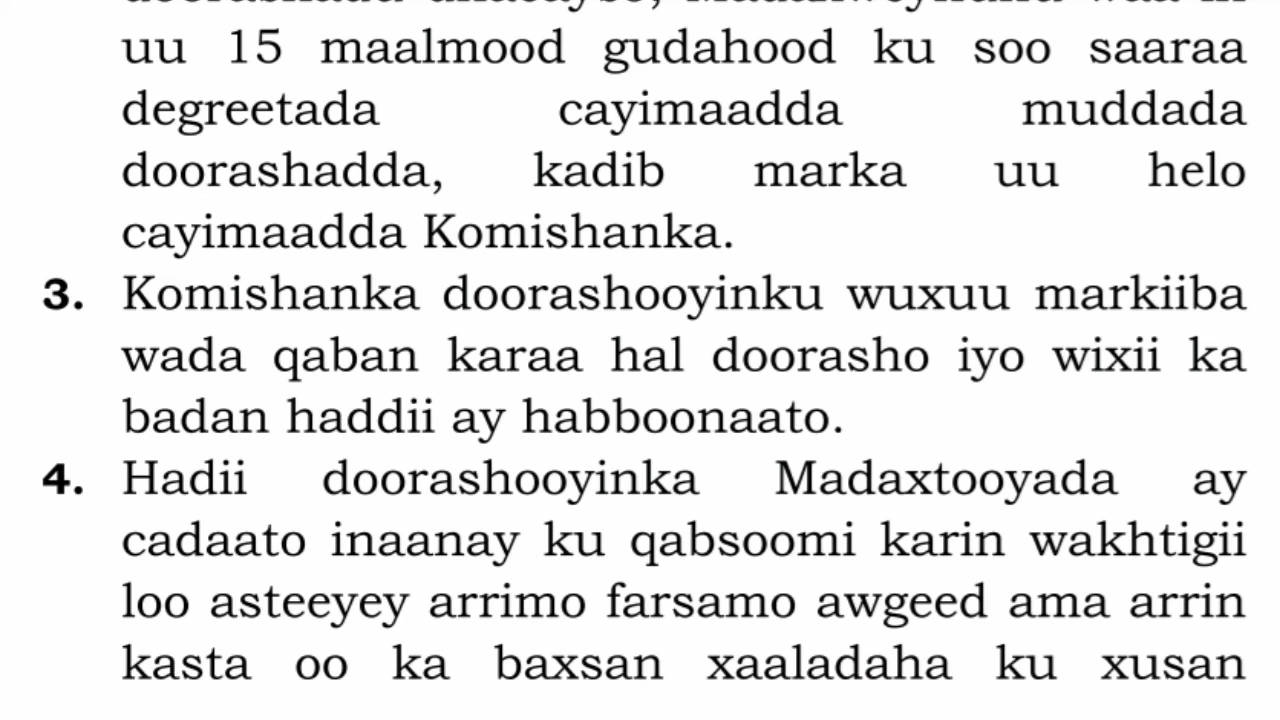 uu 15 maalmood gudahood ku soo saaraa
degreetada cayimaadda muddada
doorashadda, kadib marka uu helo
cayimaadda Komishanka.
3. Komishanka doorashooyinku wuxuu markiiba
wada qaban karaa hal doorasho iyo wixii ka
badan haddii ay habboonaato.
4. Hadii doorashooyinka Madaxtooyada ay
cadaato inaanay ku qabsoomi karin wakhtigii
loo asteeyey arrimo farsamo awgeed ama arrin
kasta oo ka baxsan xaaladaha ku xusan